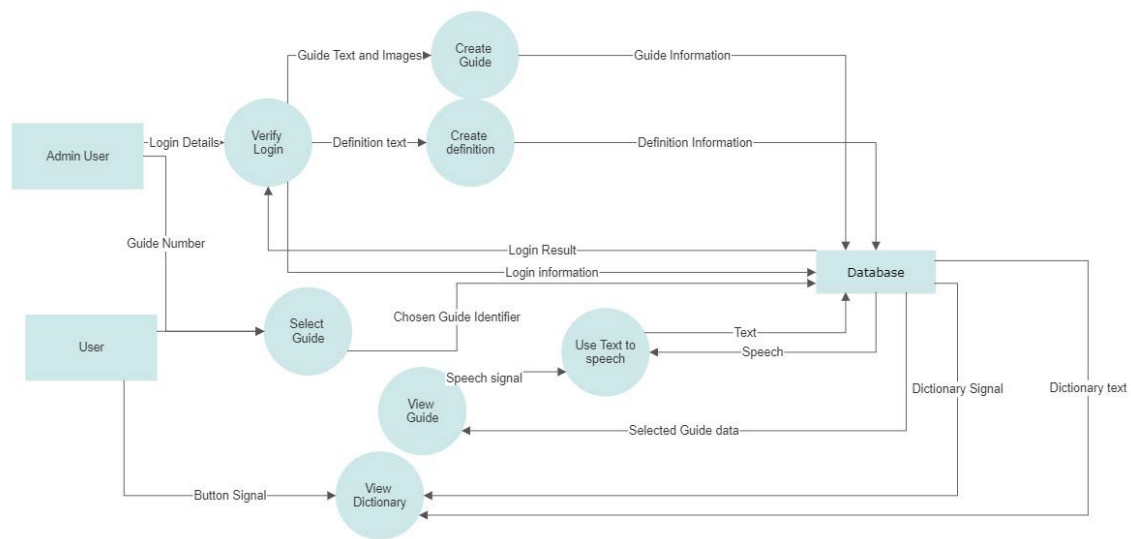 Guide Text and Images
Create
Guide
Guide Information
Admin User
Login Details
Verify
Login
Definition text
Create
definition
Definition Information
Guide Number
Login Result
Login information
Database
User
Select
Guide
Chosen Guide Identifier
Use Text to
speech
Text
Speech
Speech signal
View
Guide
Dictionary Signal
Dictionary text
Selected Guide data
Button Signal
View
Dictionary